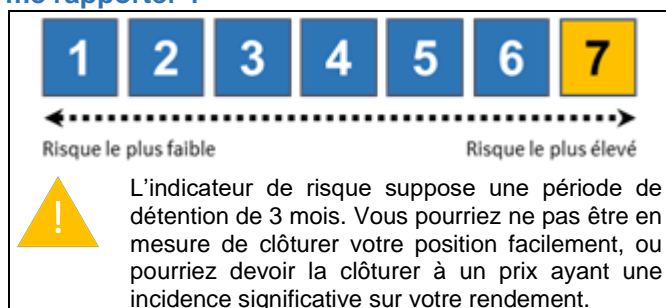 1 2 3 4 5 6 7
Risque le plus faible Risque le plus élevé
!
L'indicateur de risque suppose une période de
détention de 3 mois. Vous pourriez ne pas être en
mesure de clôturer votre position facilement, ou
pourriez devoir la clôturer à un prix ayant une
incidence significative sur votre rendement.